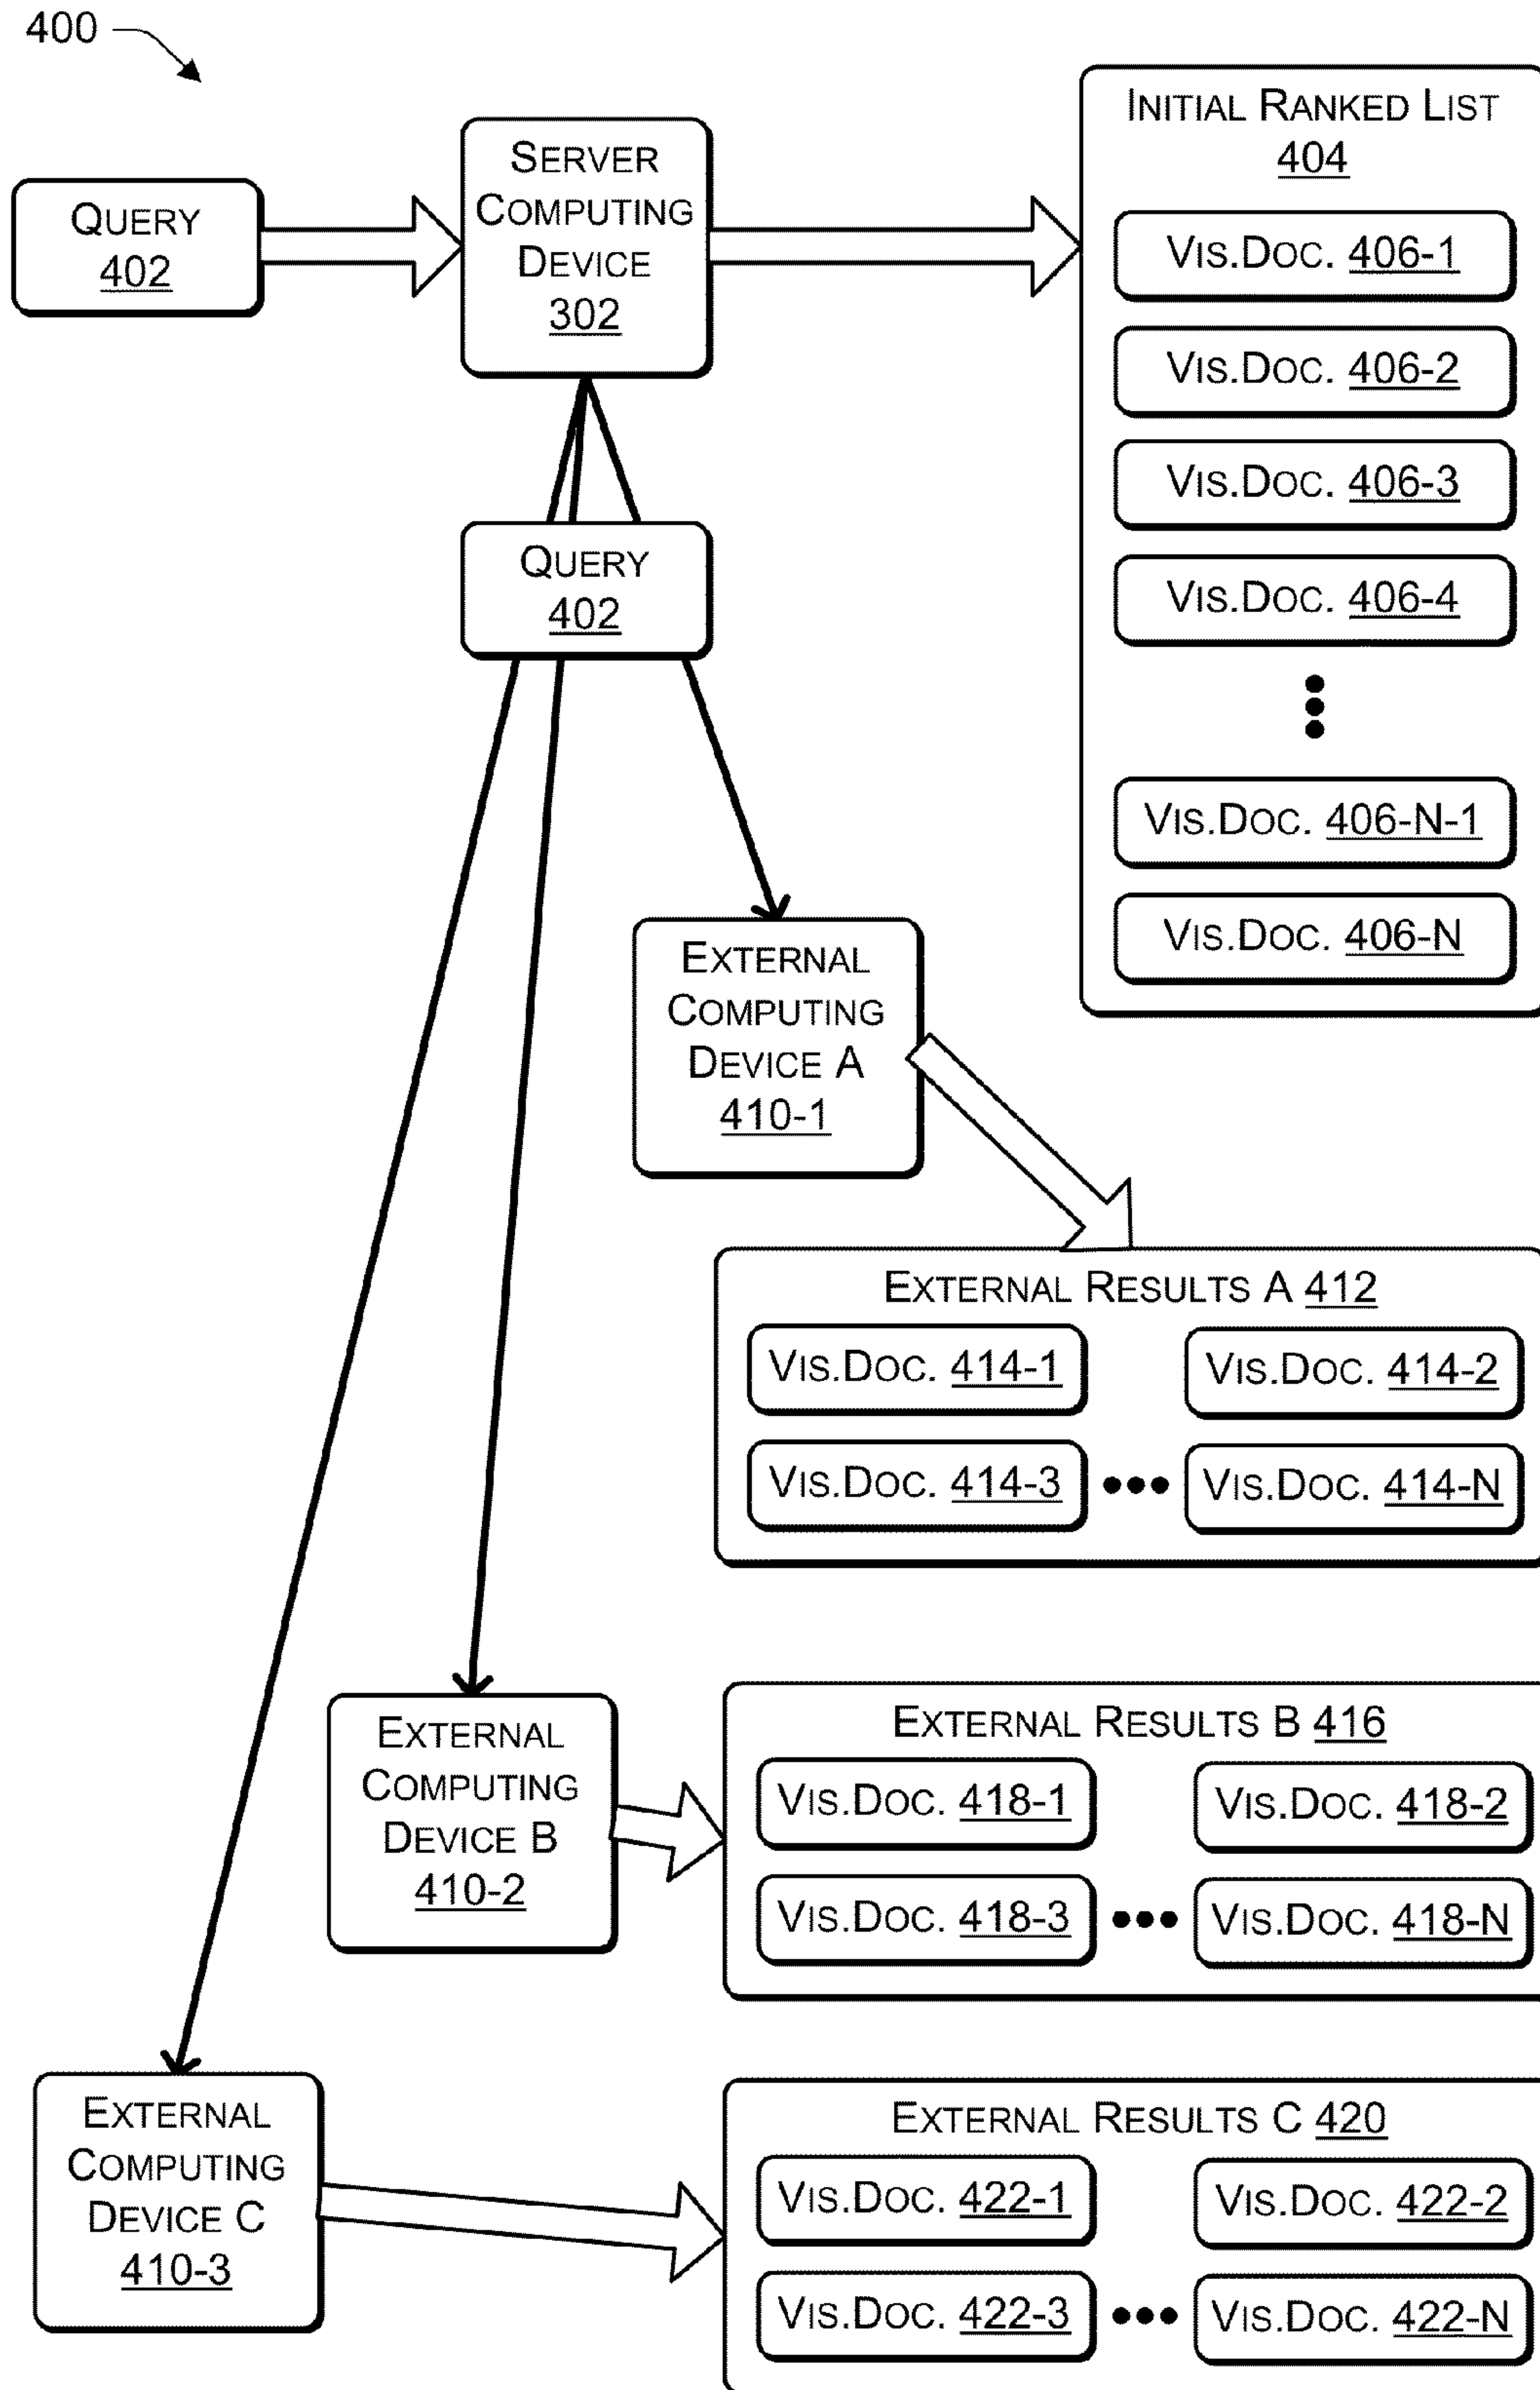 400
QUERY
402
SERVER
COMPUTING
DEVICE
302
INITIAL RANKED LIST
404
VIS.DOC. 406-1
VIS.DOC. 406-2
VIS.DOC. 406-3
VIS.DOC. 406-4
VIS.DOC. 406-N-1
VIS.DOC. 406-N
QUERY
402
EXTERNAL
COMPUTING
DEVICE A
410-1
EXTERNAL RESULTS A 412
VIS.DOC. 414-1
VIS.DOC. 414-2
VIS.DOC. 414-3
VIS.DOC. 414-N
EXTERNAL
COMPUTING
DEVICE B
410-2
EXTERNAL RESULTS B 416
VIS.DOC. 418-1
VIS.DOC. 418-2
VIS.DOC. 418-3
VIS.DOC. 418-N
EXTERNAL
COMPUTING
DEVICE C
410-3
EXTERNAL RESULTS C 420
VIS.DOC. 422-1
VIS.DOC. 422-2
VIS.DOC. 422-3
VIS.DOC. 422-N